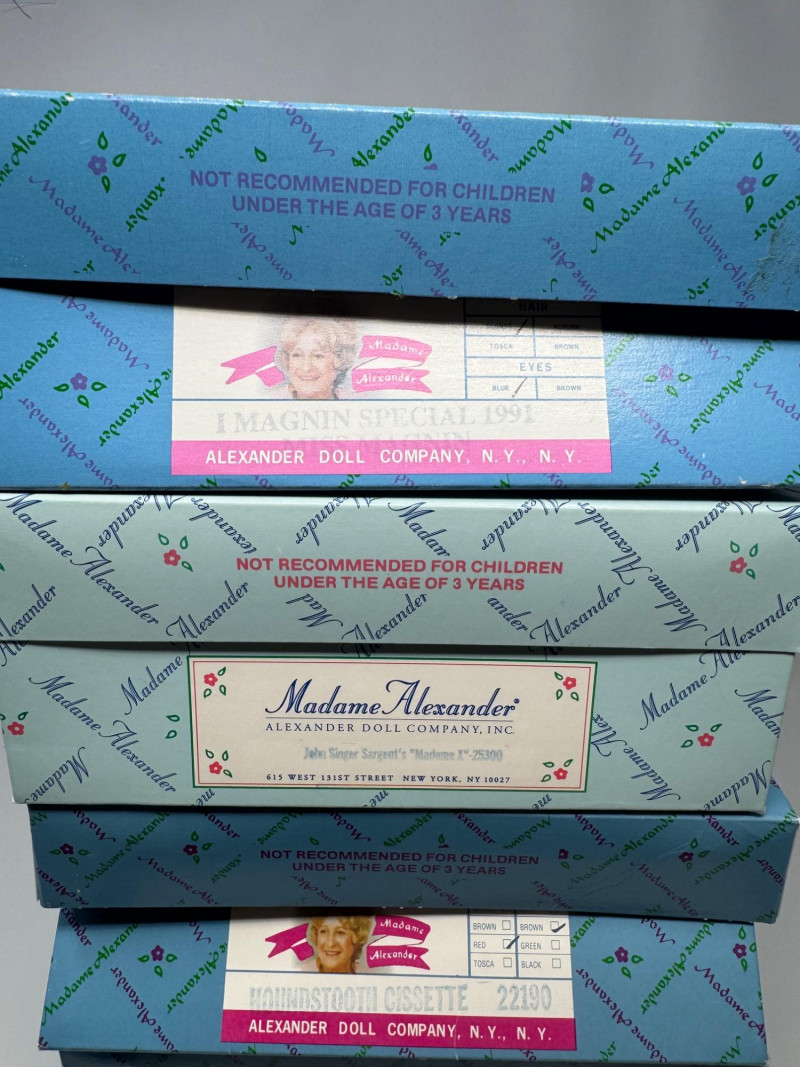 NOT RECOMMENDED FOR CHILDREN
UNDER THE AGE OF 3 YEARS
HAIR
TOSCA BROWN
EYES
BLUE BROWN
Madame
Alexander
I MAGNIN SPECIAL 1991
MISS MAGNIN
ALEXANDER DOLL COMPANY, N.Y., N.Y.
NOT RECOMMENDED FOR CHILDREN
UNDER THE AGE OF 3 YEARS
Madame Alexander®
ALEXANDER DOLL COMPANY, INC.
John Singer Sargent's "Madame X"-25300
615 WEST 131ST STREET NEW YORK, NY 10027
NOT RECOMMENDED FOR CHILDREN
UNDER THE AGE OF 3 YEARS
Madame
Alexander
BROWN BROWN
RED GREEN
TOSCA BLACK
HOUNDSTOOTH CISSETTE 22190
ALEXANDER DOLL COMPANY, N.Y., N.Y.